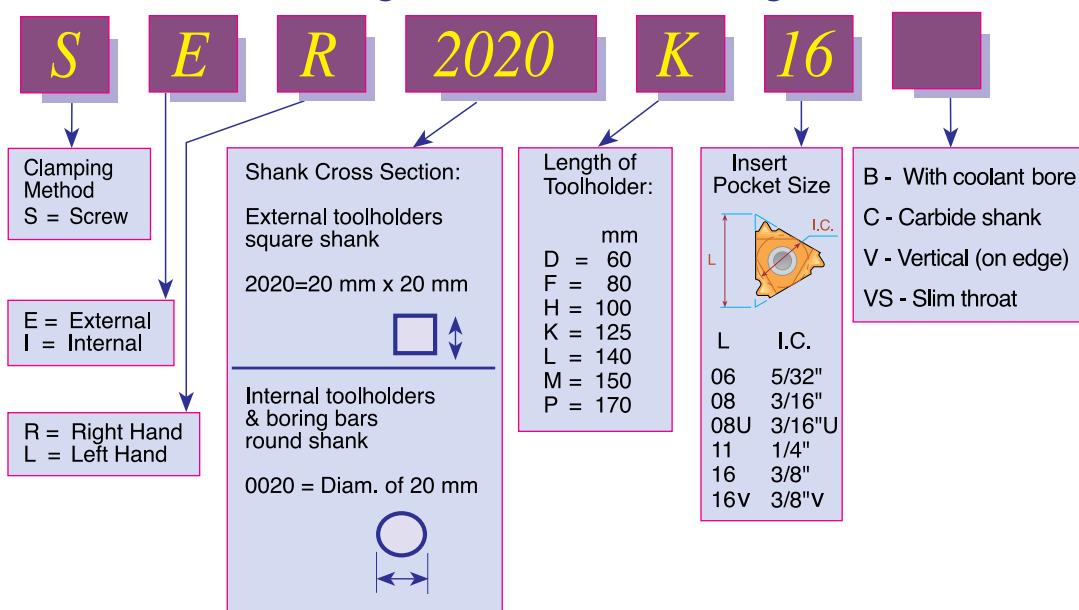 S E R 2020 K 16
Clamping
Method
S = Screw
E = External
I = Internal
R = Right Hand
L = Left Hand
Shank Cross Section:
External toolholders
square shank
2020=20 mm x 20 mm
Internal toolholders
& boring bars
round shank
0020 = Diam. of 20 mm
Length of
Toolholder:
mm
D = 60
F = 80
H = 100
K = 125
L = 140
M = 150
P = 170
Insert
Pocket Size
I.C.
L
L I.C.
06 5/32"
08 3/16"
08U 3/16"U
11 1/4"
16 3/8"
16V 3/8"V
B - With coolant bore
C - Carbide shank
V - Vertical (on edge)
VS - Slim throat